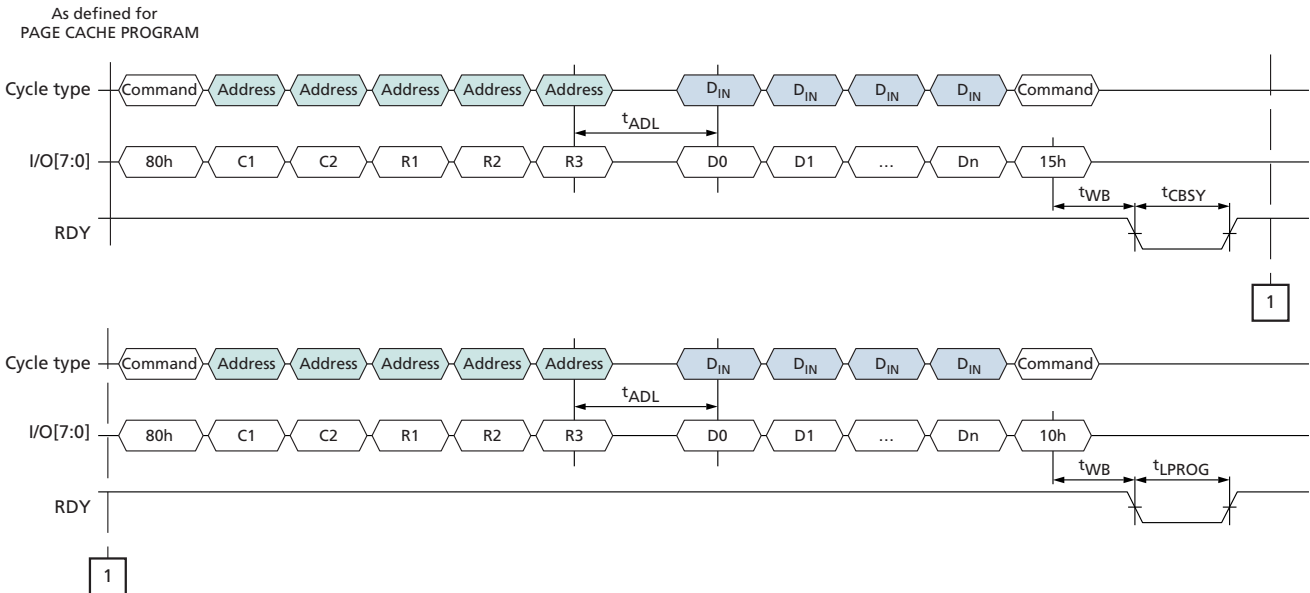 As defined for
PAGE CACHE PROGRAM
Cycle type Command Address Address Address Address Address DIN DIN DIN DIN Command
tADL
I/O[7:0] 80h C1 C2 R1 R2 R3 D0 D1 … Dn 15h
tWB tCBSY
RDY
1
Cycle type Command Address Address Address Address Address DIN DIN DIN DIN Command
tADL
I/O[7:0] 80h C1 C2 R1 R2 R3 D0 D1 … Dn 10h
tWB tLPROG
RDY
1